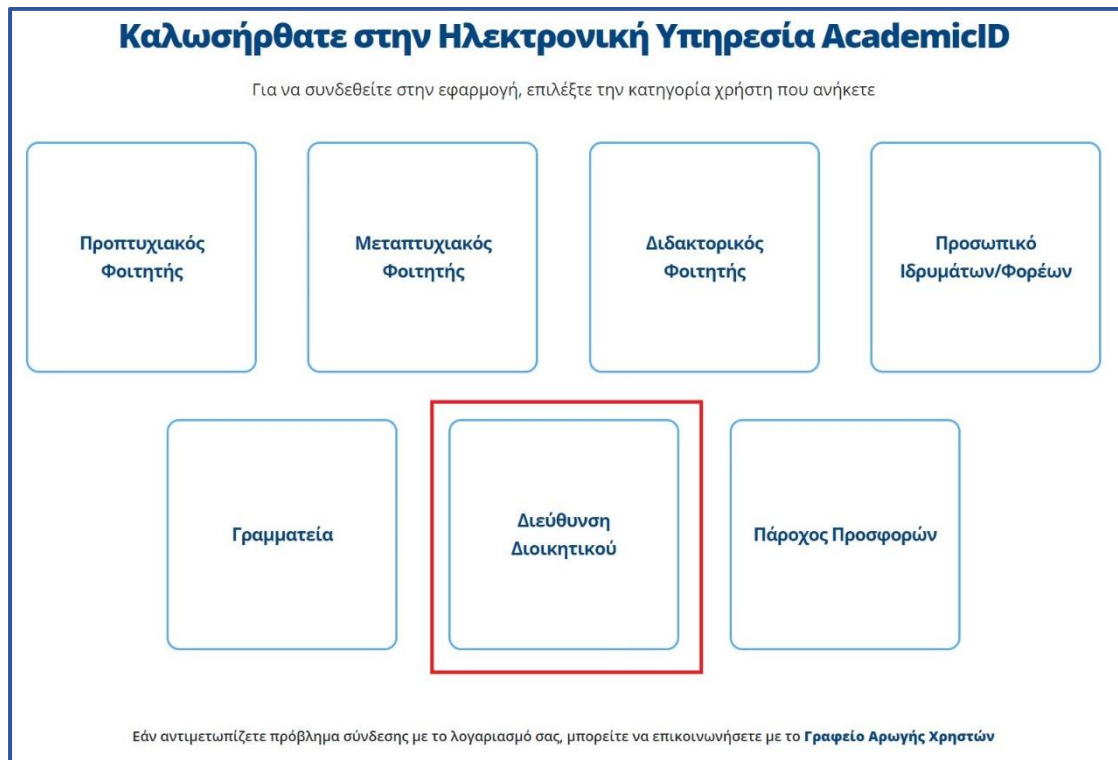 Καλωσήρθατε στην Ηλεκτρονική Υπηρεσία AcademicID
Για να συνδεθείτε στην εφαρμογή, επιλέξτε την κατηγορία χρήστη που ανήκετε
Προπτυχιακός
Φοιτητής
Μεταπτυχιακός
Φοιτητής
Διδακτορικός
Φοιτητής
Προσωπικό
Ιδρυμάτων/Φορέων
Γραμματεία
Διεύθυνση
Διοικητικού
Πάροχος Προσφορών
Εάν αντιμετωπίζετε πρόβλημα σύνδεσης με το λογαριασμό σας, μπορείτε να επικοινωνήσετε με το Γραφείο Αρωγής Χρηστών